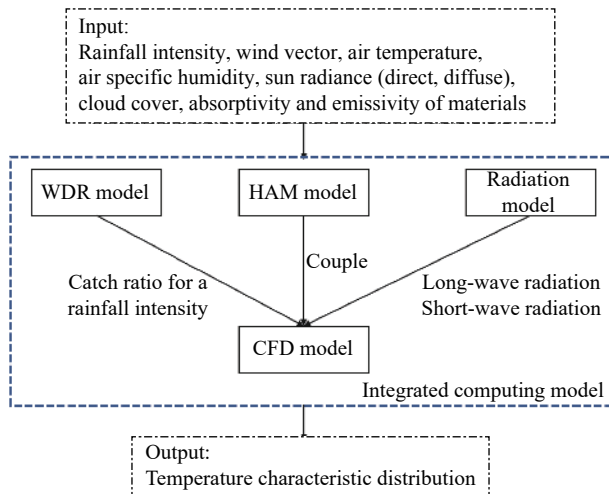 Input:
Rainfall intensity, wind vector, air temperature,
air specific humidity, sun radiance (direct, diffuse),
cloud cover, absorptivity and emissivity of materials
WDR model
HAM model
Radiation
model
Catch ratio for a
rainfall intensity
Couple
Long-wave radiation
Short-wave radiation
CFD model
Integrated computing model
Output:
Temperature characteristic distribution